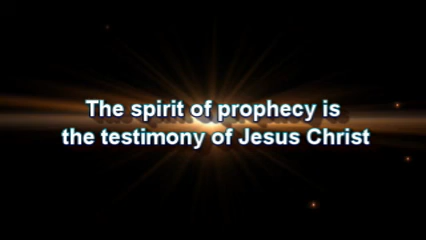 The spirit of prophecy is
the testimony of Jesus Christ